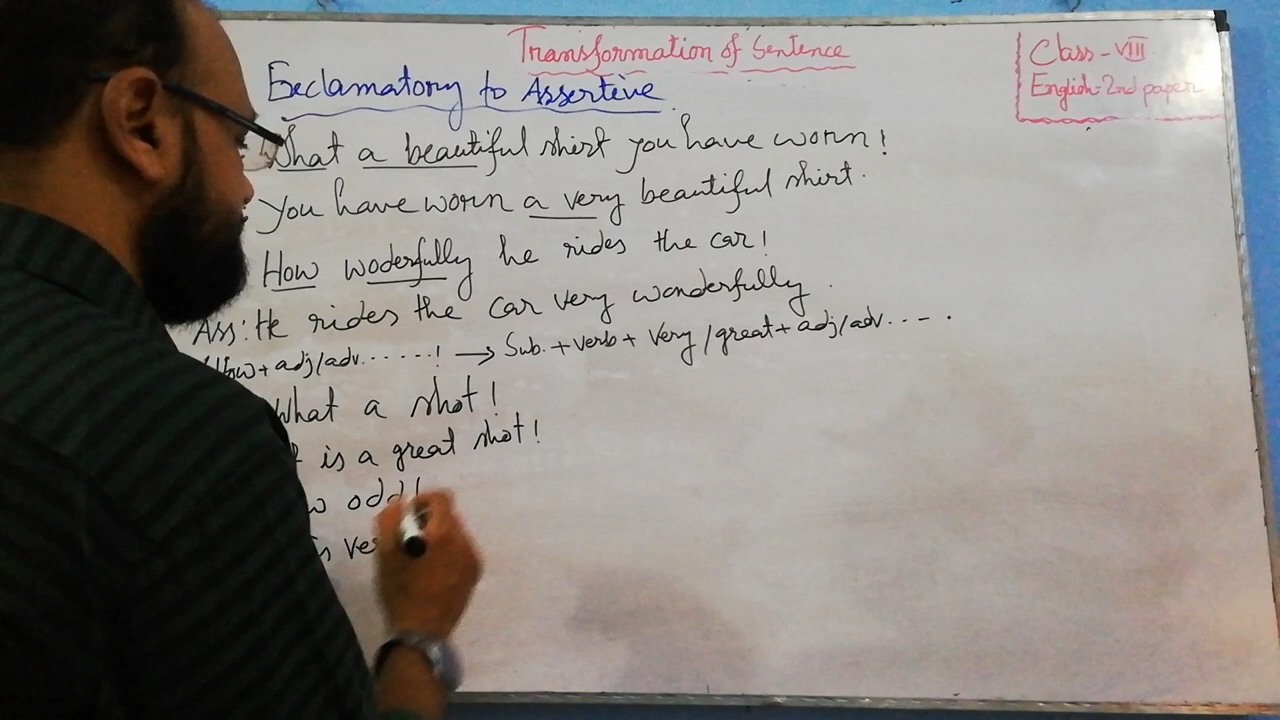 Transformation of Sentence
Class-VIII
English-2nd paper
Exclamatory to Assertive
What a beautiful shirt you have worn!
You have worn a very beautiful shirt.
How woderfully he rides the car!
Ass: He rides the car very wonderfully.
How + adj/adv.......! → Sub. + verb + very/great + adj/adv.....
What a shot!
is a great shot!
odd!
is